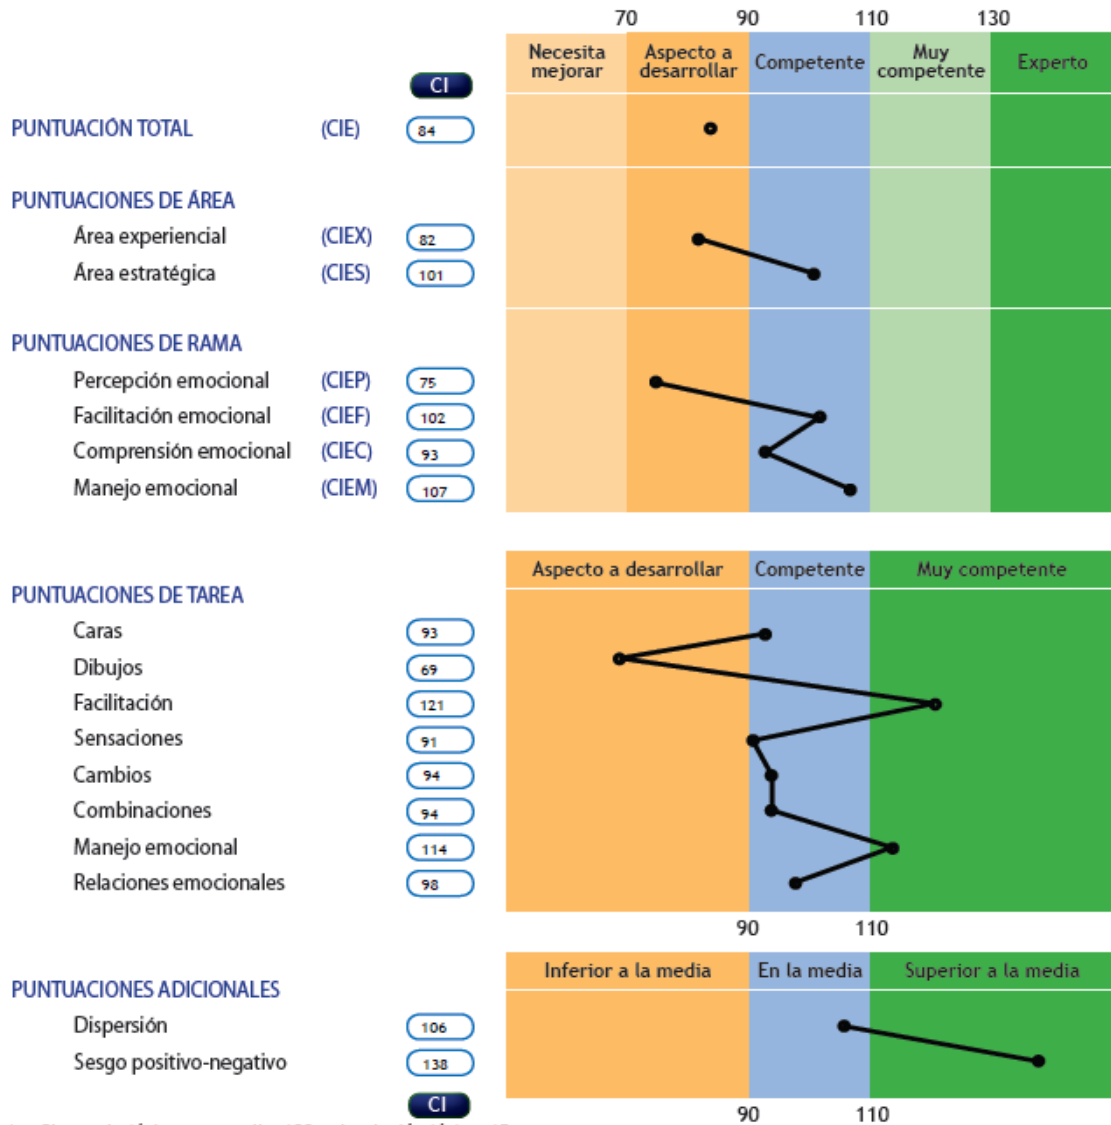 70 90 110 130
Necesita mejorar Aspecto a desarrollar Competente Muy competente Experto
CI
PUNTUACIÓN TOTAL (CIE) 84
PUNTUACIONES DE ÁREA
Área experiencial (CIEX) 82
Área estratégica (CIES) 101
PUNTUACIONES DE RAMA
Percepción emocional (CIEP) 75
Facilitación emocional (CIEF) 102
Comprensión emocional (CIEC) 93
Manejo emocional (CIEM) 107
Aspecto a desarrollar Competente Muy competente
PUNTUACIONES DE TAREA
Caras 93
Dibujos 69
Facilitación 121
Sensaciones 91
Cambios 94
Combinaciones 94
Manejo emocional 114
Relaciones emocionales 98
90 110
Inferior a la media En la media Superior a la media
PUNTUACIONES ADICIONALES
Dispersión 106
Sesgo positivo-negativo 138
CI
90 110